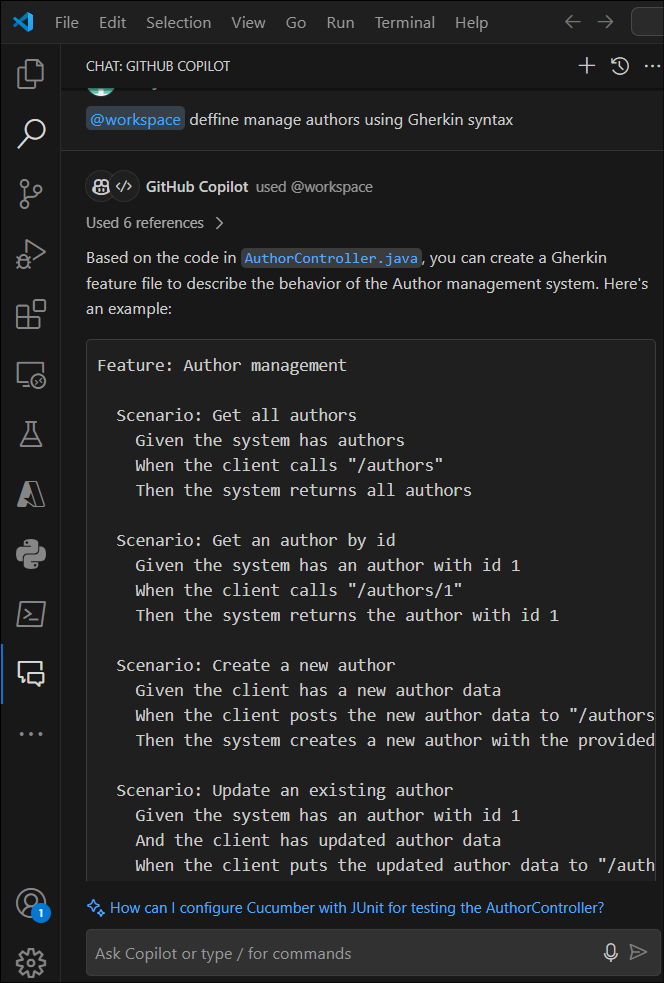 File Edit Selection View Go Run Terminal Help
CHAT: GITHUB COPILOT
@workspace deffine manage authors using Gherkin syntax
GitHub Copilot used @workspace
Used 6 references
Based on the code in AuthorController.java, you can create a Gherkin
feature file to describe the behavior of the Author management system. Here's
an example:
Feature: Author management
Scenario: Get all authors
Given the system has authors
When the client calls "/authors"
Then the system returns all authors
Scenario: Get an author by id
Given the system has an author with id 1
When the client calls "/authors/1"
Then the system returns the author with id 1
Scenario: Create a new author
Given the client has a new author data
When the client posts the new author data to "/authors
Then the system creates a new author with the provided
Scenario: Update an existing author
Given the system has an author with id 1
And the client has updated author data
When the client puts the updated author data to "/auth
How can I configure Cucumber with JUnit for testing the AuthorController?
1
Ask Copilot or type / for commands